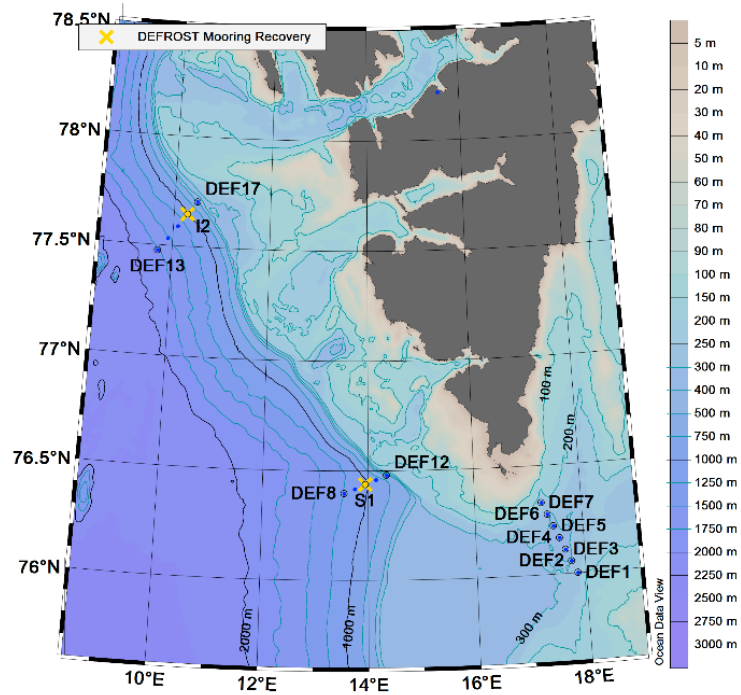 78.5°N
DEFROST Mooring Recovery
78°N
77.5°N
77°N
76.5°N
76°N
10°E
12°E
14°E
16°E
18°E
DEF17
I2
DEF13
DEF12
DEF8
S1
DEF7
DEF6
DEF5
DEF4
DEF3
DEF2
DEF1
100 m
200 m
300 m
1000 m
2000 m
5 m
10 m
20 m
30 m
40 m
50 m
60 m
70 m
80 m
90 m
100 m
150 m
200 m
300 m
400 m
500 m
750 m
1000 m
1250 m
1500 m
1750 m
2000 m
2250 m
2500 m
2750 m
3000 m
Ocean Data View